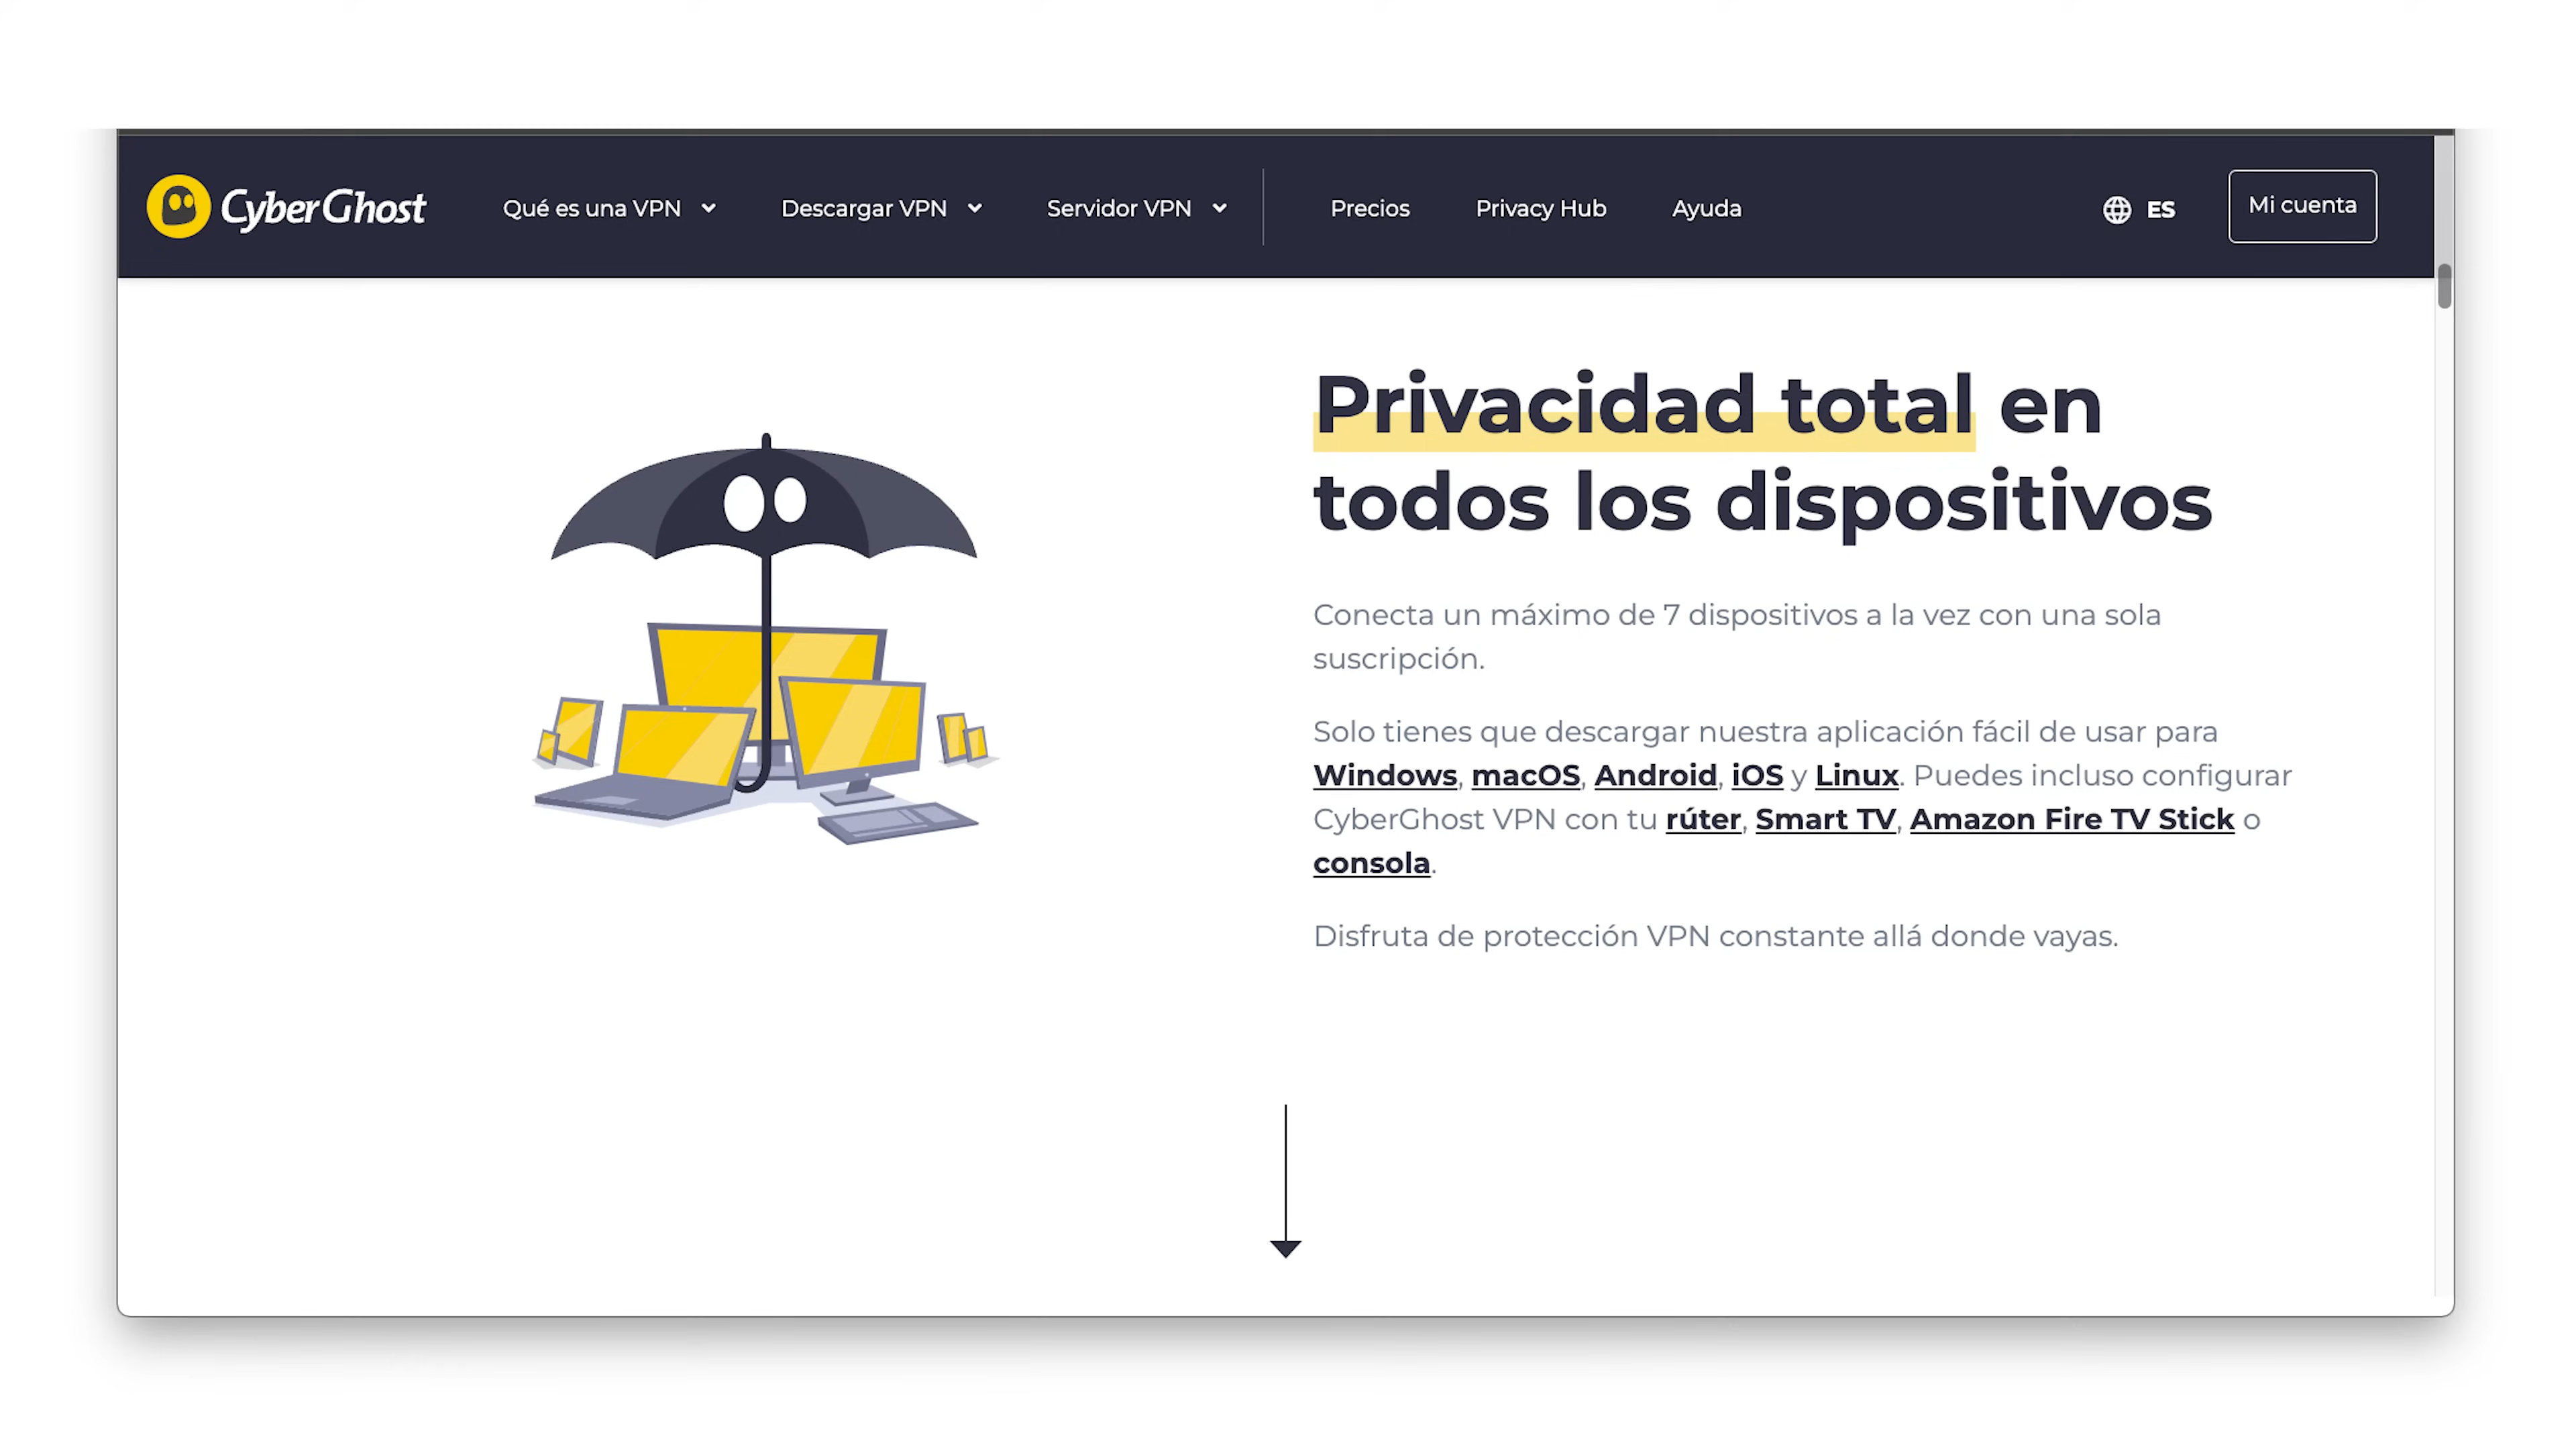 CyberGhost
Qué es una VPN
Descargar VPN
Servidor VPN
Precios
Privacy Hub
Ayuda
ES
Mi cuenta
Privacidad total en
todos los dispositivos
Conecta un máximo de 7 dispositivos a la vez con una sola
suscripción.
Solo tienes que descargar nuestra aplicación fácil de usar para
Windows, macOS, Android, iOS y Linux. Puedes incluso configurar
CyberGhost VPN con tu rúter, Smart TV, Amazon Fire TV Stick o
consola.
Disfruta de protección VPN constante allá donde vayas.